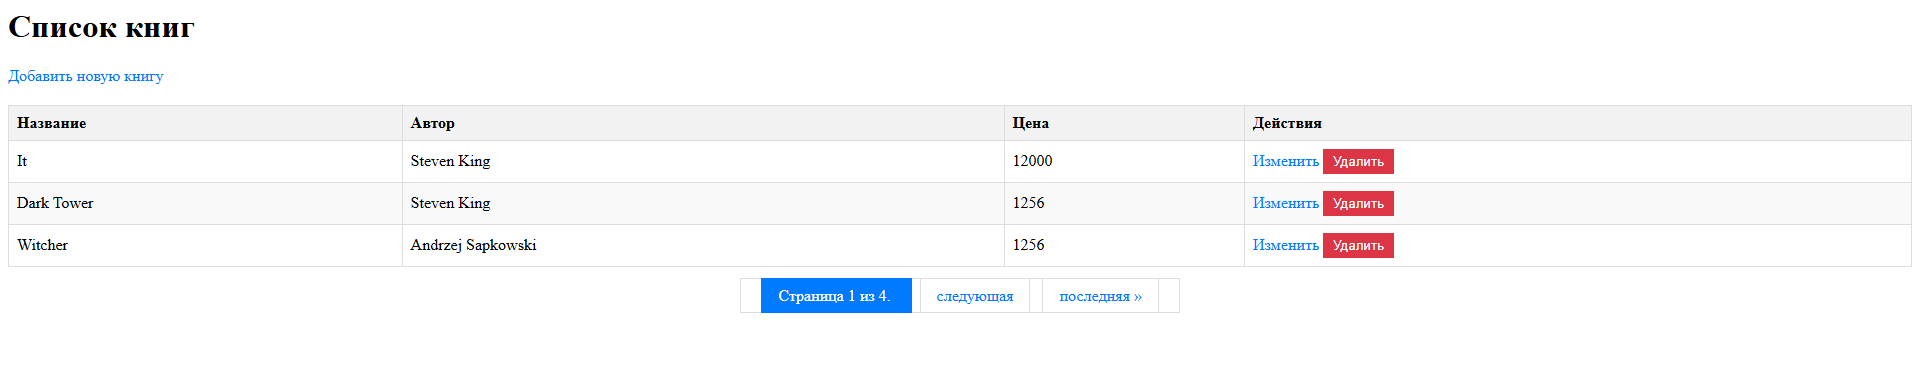 Список книг
Добавить новую книгу
Название Автор Цена Действия
It Steven King 12000 Изменить Удалить
Dark Tower Steven King 1256 Изменить Удалить
Witcher Andrzej Sapkowski 1256 Изменить Удалить
Страница 1 из 4. следующая последняя »